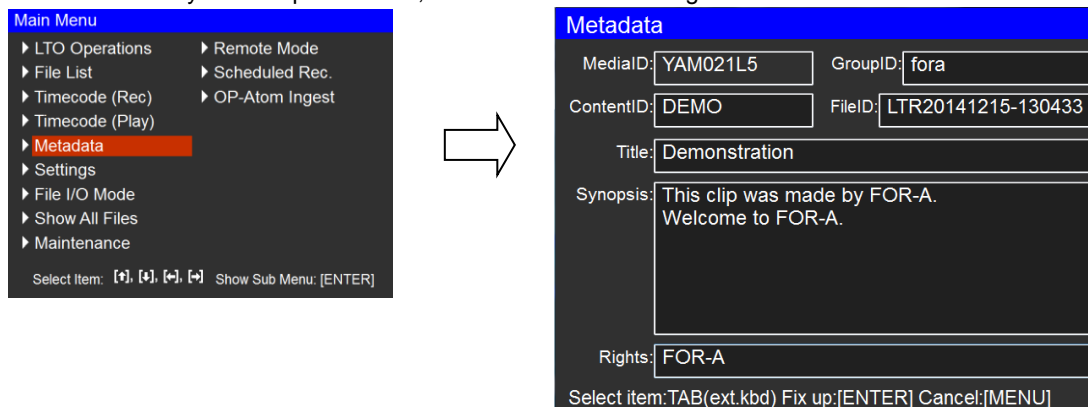 Main Menu
LTO Operations
File List
Timecode (Rec)
Timecode (Play)
Metadata
Settings
File I/O Mode
Show All Files
Maintenance
Remote Mode
Scheduled Rec.
OP-Atom Ingest
Select Item: [↑], [↓], [←], [→] Show Sub Menu: [ENTER]
Metadata
MediaID: YAM021L5 GroupID: fora
ContentID: DEMO FileID: LTR20141215-130433
Title: Demonstration
Synopsis: This clip was made by FOR-A.
Welcome to FOR-A.
Rights: FOR-A
Select item:TAB(ext.kbd) Fix up:[ENTER] Cancel:[MENU]